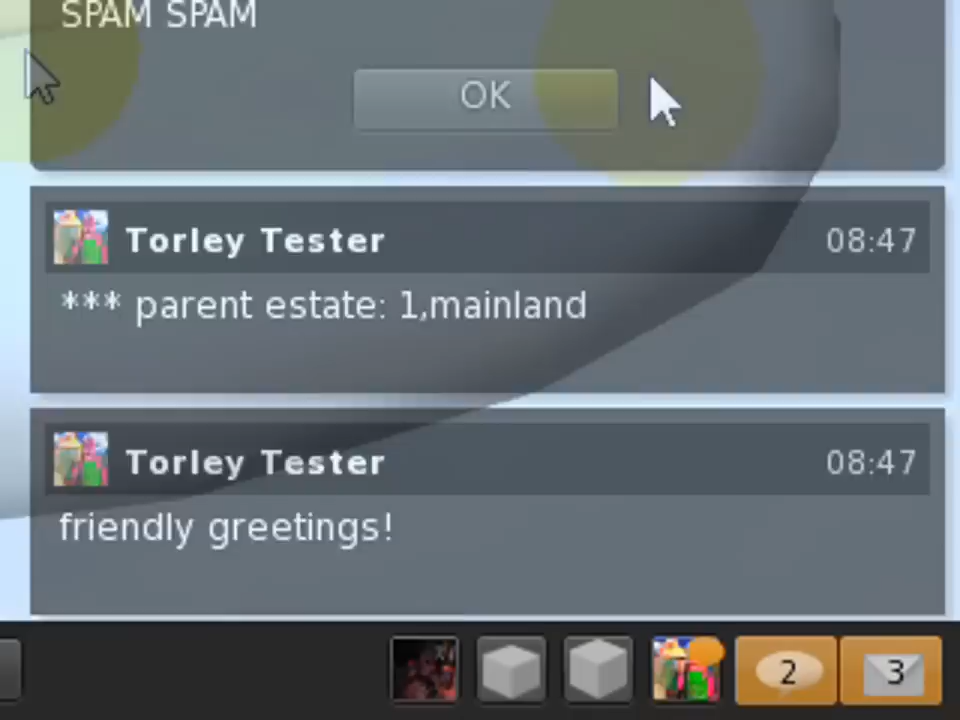 SPAM SPAM
OK
Torley Tester 08:47
*** parent estate: 1,mainland
Torley Tester 08:47
friendly greetings!
2 3